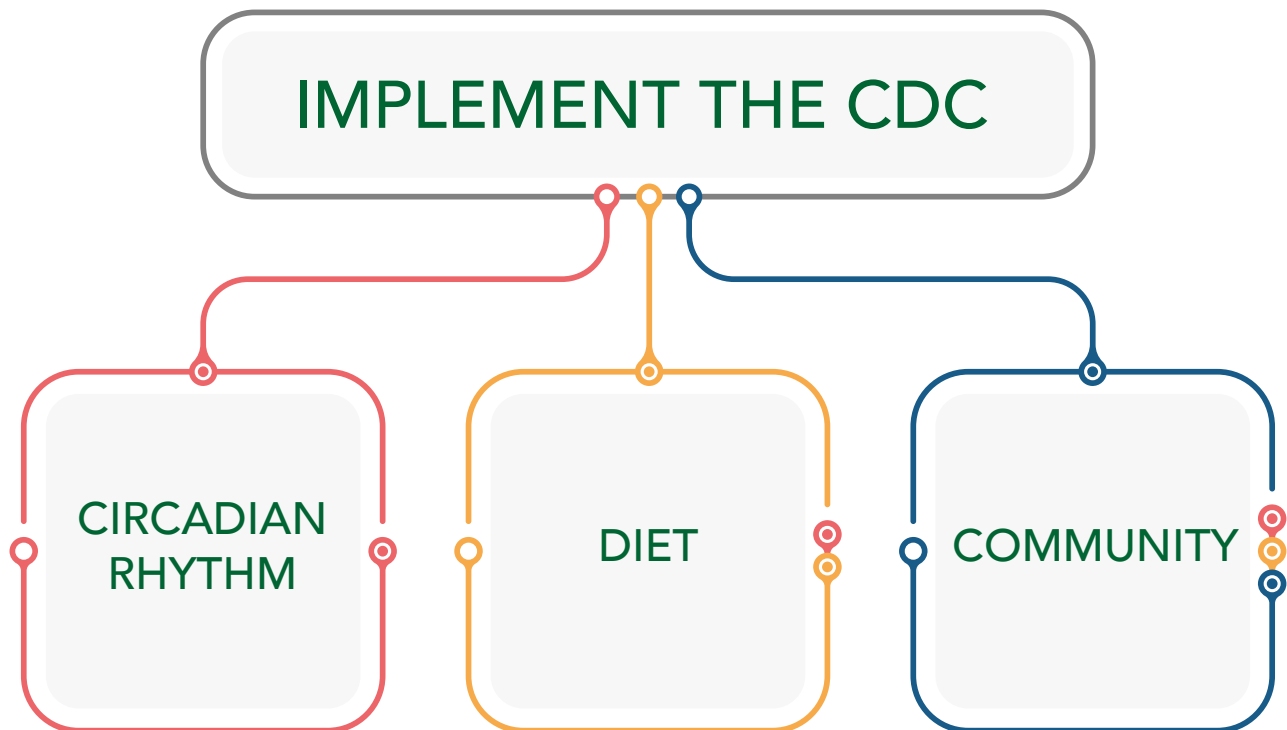 IMPLEMENT THE CDC
CIRCADIAN
RHYTHM
DIET
COMMUNITY